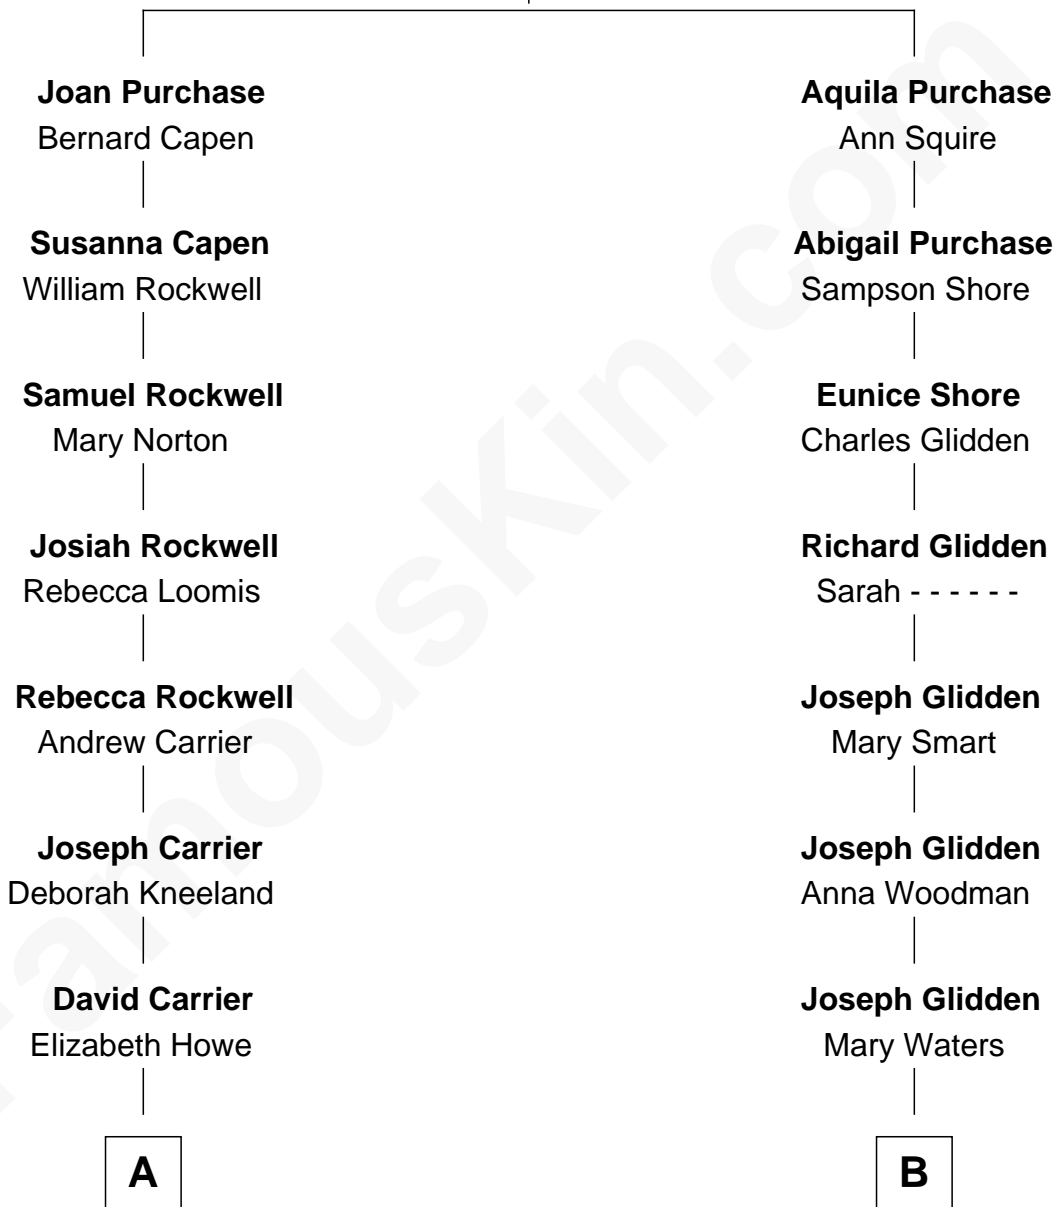 Joan Purchase
Bernard Capen
Susanna Capen
William Rockwell
Samuel Rockwell
Mary Norton
Josiah Rockwell
Rebecca Loomis
Rebecca Rockwell
Andrew Carrier
Joseph Carrier
Deborah Kneeland
David Carrier
Elizabeth Howe
A
Aquila Purchase
Ann Squire
Abigail Purchase
Sampson Shore
Eunice Shore
Charles Glidden
Richard Glidden
Sarah - - - - - -
Joseph Glidden
Mary Smart
Joseph Glidden
Anna Woodman
Joseph Glidden
Mary Waters
B
FamousKin.com